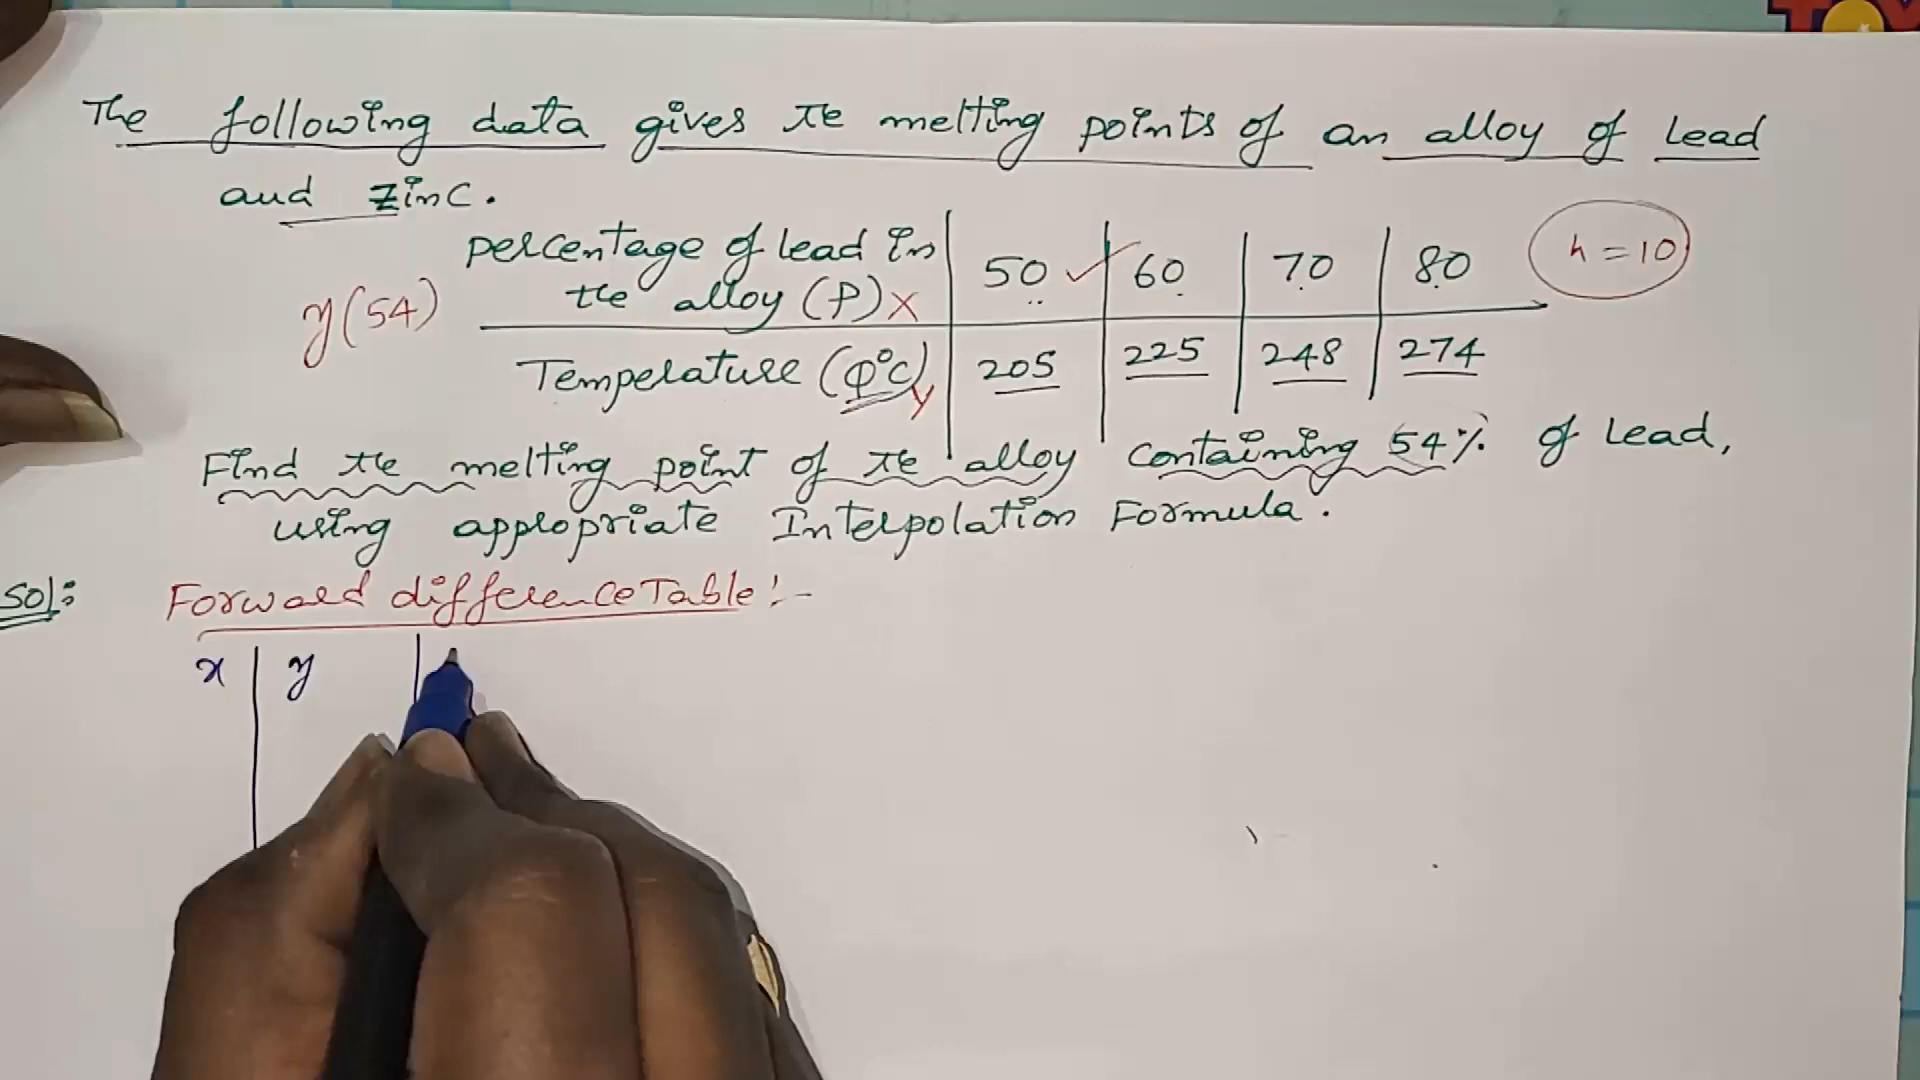 The following data gives the melting points of an alloy of Lead
and Zinc.
percentage of lead in
the alloy (P) x 50 60 70 80 h = 10
y(54)
Temperature (Φ°C) y 205 225 248 274
Find the melting point of the alloy containing 54% of Lead,
using appropriate Interpolation Formula.
Sol: Forward difference Table:-
x y